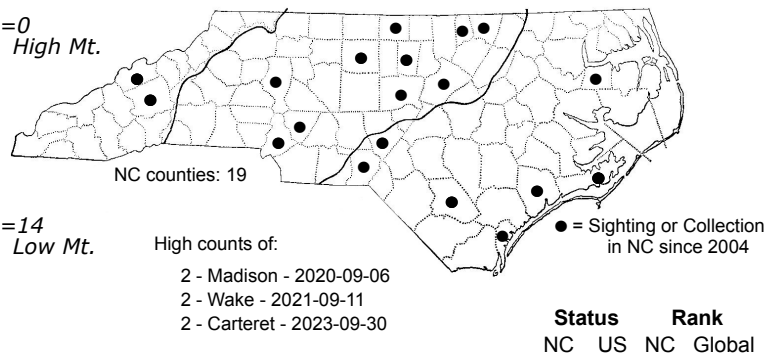 =0
High Mt.
NC counties: 19
=14
Low Mt.
High counts of:
2 - Madison - 2020-09-06
2 - Wake - 2021-09-11
2 - Carteret - 2023-09-30
● = Sighting or Collection
in NC since 2004
Status Rank
NC US NC Global